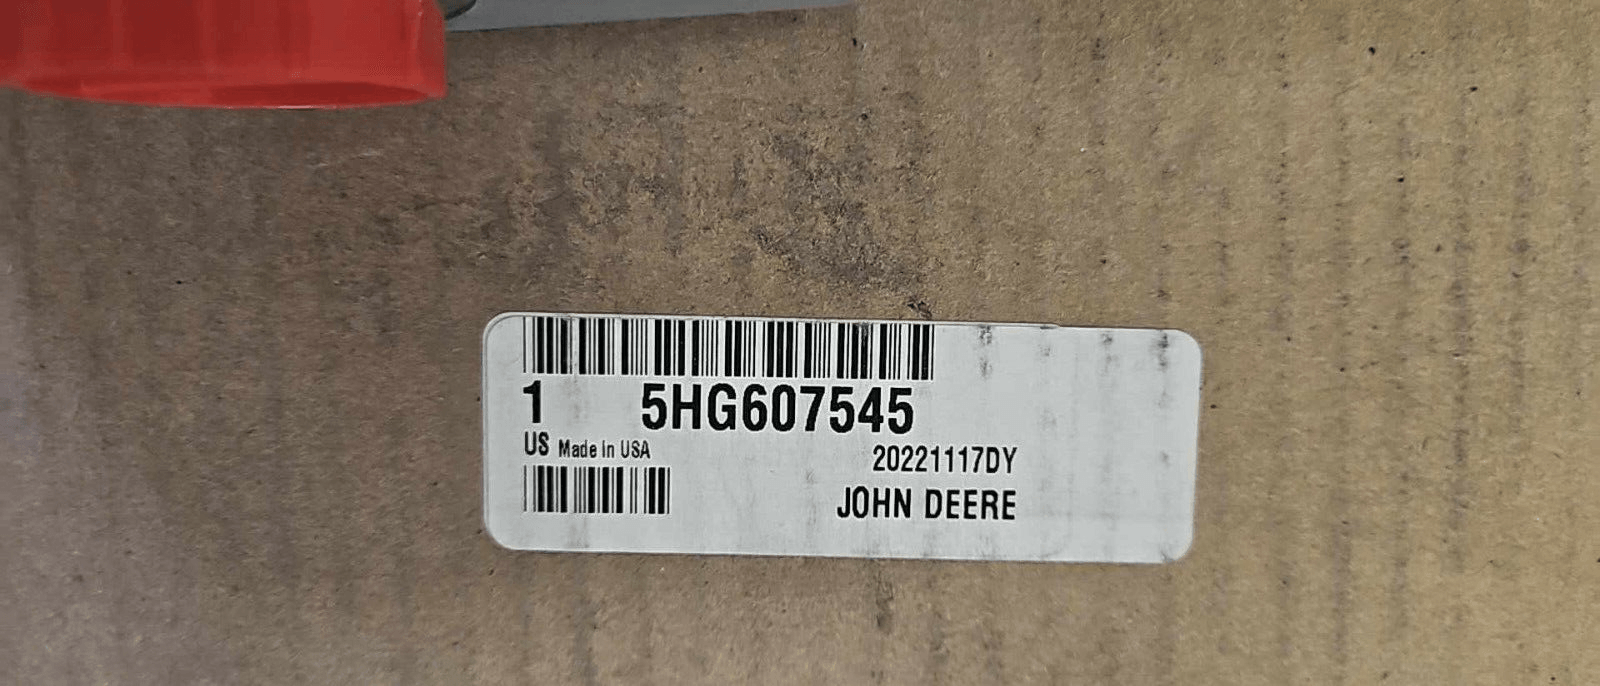 1 5HG607545
US Made In USA
20221117DY
JOHN DEERE